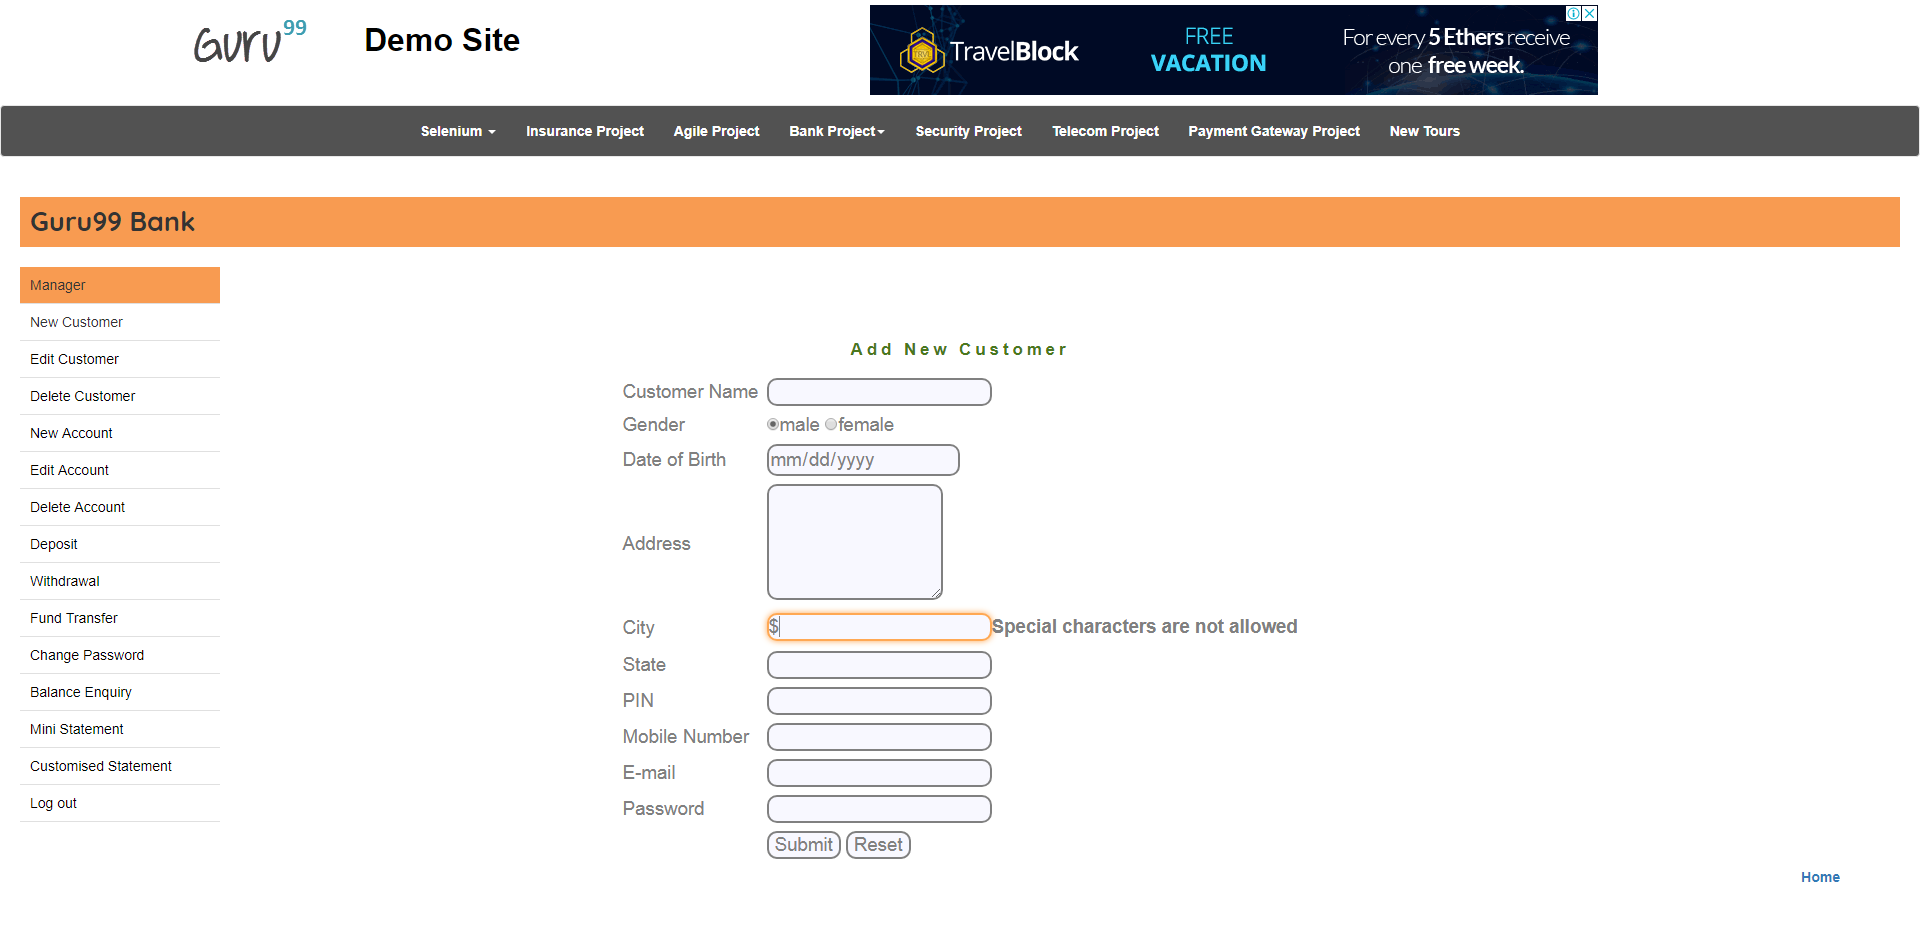 Guru99
Demo Site
TravelBlock
FREE
VACATION
For every 5 Ethers receive
one free week.
Selenium
Insurance Project
Agile Project
Bank Project
Security Project
Telecom Project
Payment Gateway Project
New Tours
Guru99 Bank
Manager
New Customer
Edit Customer
Delete Customer
New Account
Edit Account
Delete Account
Deposit
Withdrawal
Fund Transfer
Change Password
Balance Enquiry
Mini Statement
Customised Statement
Log out
Add New Customer
Customer Name
Gender male female
Date of Birth mm/dd/yyyy
Address
City $ Special characters are not allowed
State
PIN
Mobile Number
E-mail
Password
Submit Reset
Home